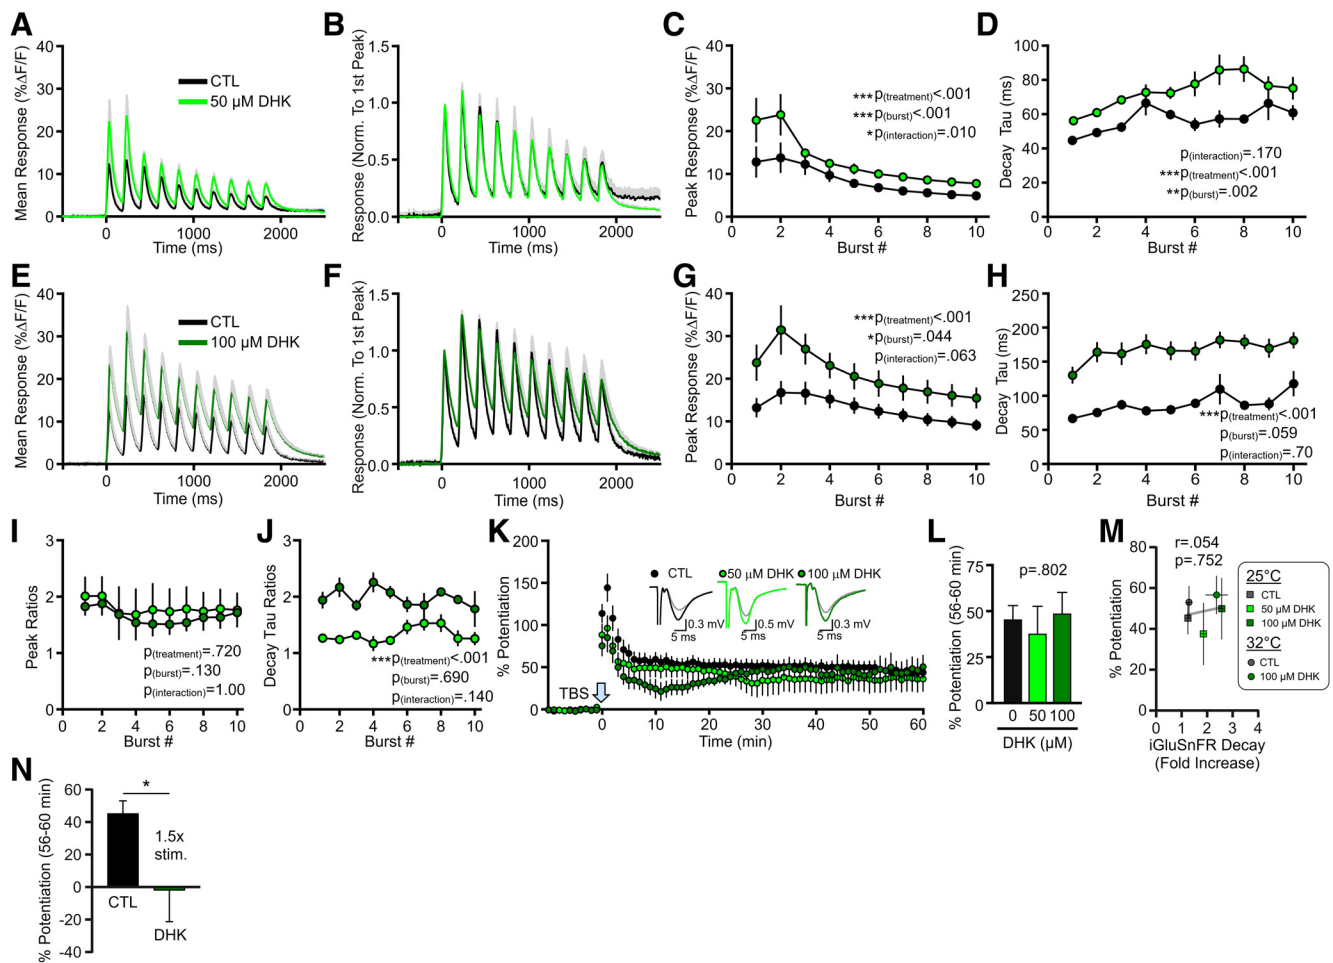 A
Mean Response (%ΔF/F)
40
30
20
10
0
CTL
50 µM DHK
0
1000
2000
Time (ms)
B
Response (Norm. To 1st Peak)
1.5
1.0
0.5
0.0
0
1000
2000
Time (ms)
C
Peak Response (%ΔF/F)
40
30
20
10
0
***p(treatment)<.001
***p(burst)<.001
*p(interaction)=.010
0 2 4 6 8 10
Burst #
D
Decay Tau (ms)
100
80
60
40
20
0
p(interaction)=.170
***p(treatment)<.001
**p(burst)=.002
0 2 4 6 8 10
Burst #
E
Mean Response (%ΔF/F)
40
30
20
10
0
CTL
100 µM DHK
0
1000
2000
Time (ms)
F
Response (Norm. To 1st Peak)
1.5
1.0
0.5
0.0
0
1000
2000
Time (ms)
G
Peak Response (%ΔF/F)
40
30
20
10
0
***p(treatment)<.001
*p(burst)=.044
p(interaction)=.063
0 2 4 6 8 10
Burst #
H
Decay Tau (ms)
250
200
150
100
50
0
***p(treatment)<.001
p(burst)=.059
p(interaction)=.70
0 2 4 6 8 10
Burst #
I
Peak Ratios
3
2
1
0
p(treatment)=.720
p(burst)=.130
p(interaction)=1.00
0 2 4 6 8 10
Burst #
J
Decay Tau Ratios
3
2
1
0
***p(treatment)<.001
p(burst)=.690
p(interaction)=.140
0 2 4 6 8 10
Burst #
K
% Potentiation
200
150
100
50
0
CTL
50 µM DHK
100 µM DHK
0.3 mV
5 ms
0.5 mV
5 ms
0.3 mV
5 ms
TBS
0 10 20 30 40 50 60
Time (min)
L
% Potentiation (56-60 min)
75
50
25
0
p=.802
0 50 100
DHK (µM)
M
% Potentiation
80
60
40
20
0
r=.054
p=.752
0 1 2 3 4
iGluSnFR Decay
(Fold Increase)
25°C
CTL
50 µM DHK
100 µM DHK
32°C
CTL
100 µM DHK
N
% Potentiation (56-60 min)
60
40
20
0
-20
-40
*
1.5x
stim.
CTL
DHK